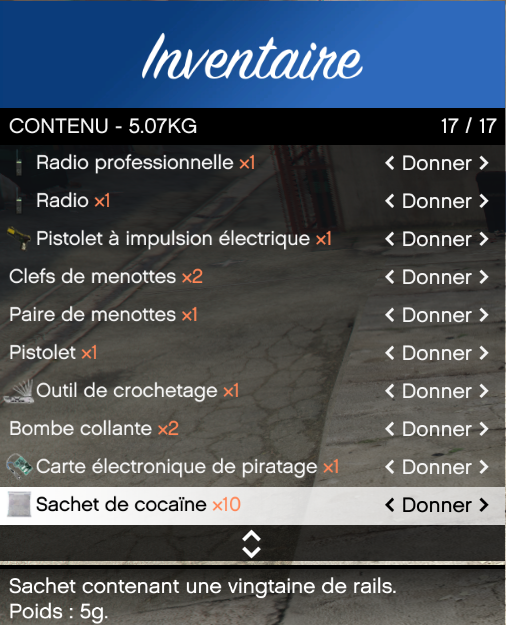 Inventaire
CONTENU - 5.07KG 17 / 17
Radio professionnelle x1 < Donner >
Radio x1 < Donner >
Pistolet à impulsion électrique x1 < Donner >
Clefs de menottes x2 < Donner >
Paire de menottes x1 < Donner >
Pistolet x1 < Donner >
Outil de crochetage x1 < Donner >
Bombe collante x2 < Donner >
Carte électronique de piratage x1 < Donner >
Sachet de cocaïne x10 < Donner >
Sachet contenant une vingtaine de rails.
Poids : 5g.